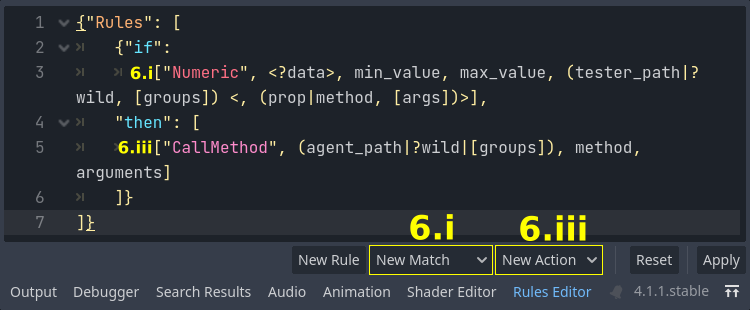 1 {"Rules": [
2 {"if":
3 6.i["Numeric", <?data>, min_value, max_value, (tester_path|?
wild, [groups]) <, (prop|method, [args])>],
4 "then": [
5 6.iii["CallMethod", (agent_path|?wild|[groups]), method,
arguments]
6 ]}
7 ]}
6.i 6.iii
New Rule New Match New Action Reset Apply
Output Debugger Search Results Audio Animation Shader Editor Rules Editor 4.1.1.stable